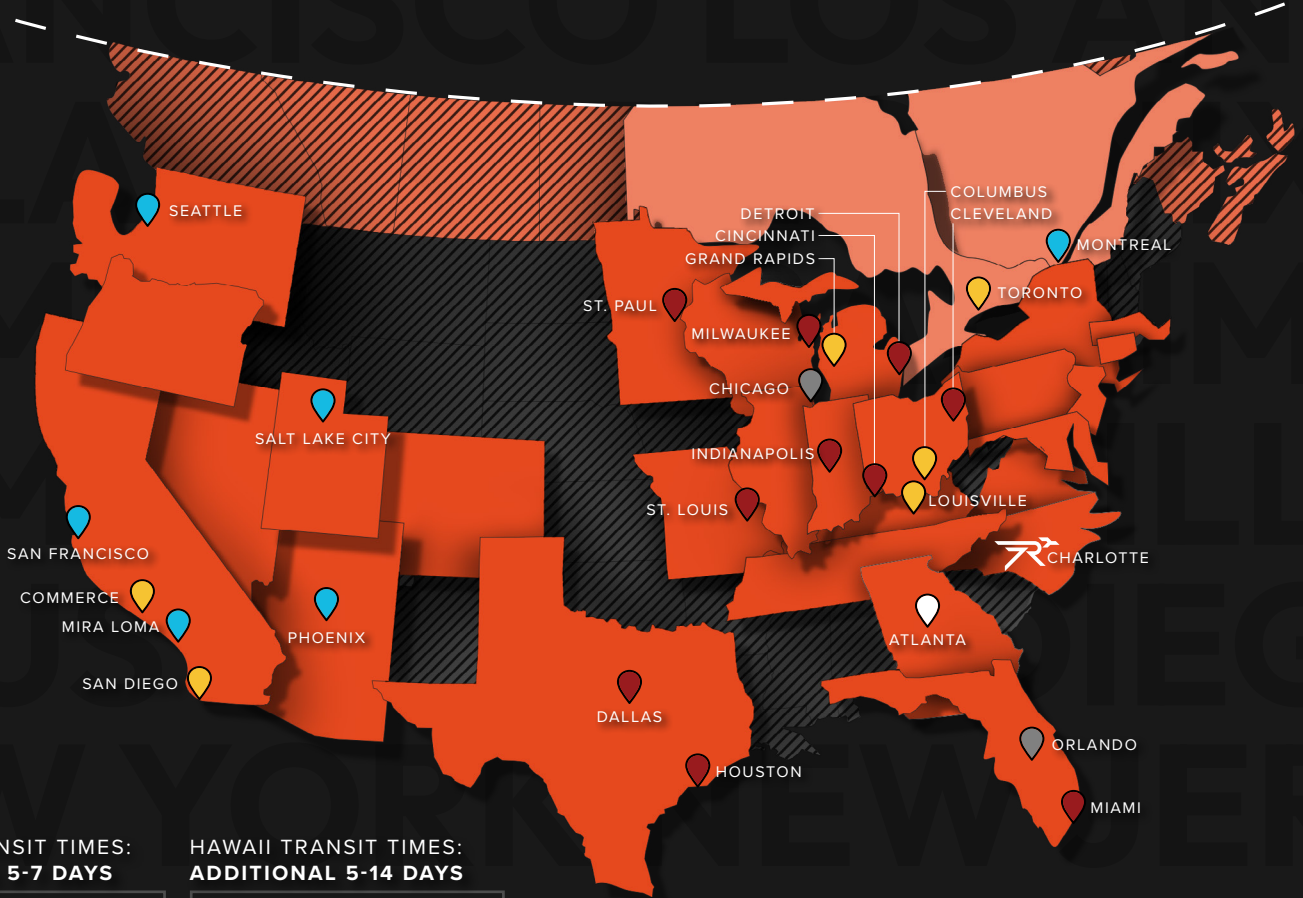 COLUMBUS
DETROIT
CLEVELAND
SEATTLE
CINCINNATI
MONTREAL
GRAND RAPIDS
TORONTO
ST. PAUL
MILWAUKEE
CHICAGO
SALT LAKE CITY
INDIANAPOLIS
LOUISVILLE
ST. LOUIS
SAN FRANCISCO
CHARLOTTE
COMMERCE
MIRA LOMA
PHOENIX
ATLANTA
SAN DIEGO
DALLAS
ORLANDO
HOUSTON
MIAMI
NSIT TIMES:
5-7 DAYS
HAWAII TRANSIT TIMES:
ADDITIONAL 5-14 DAYS